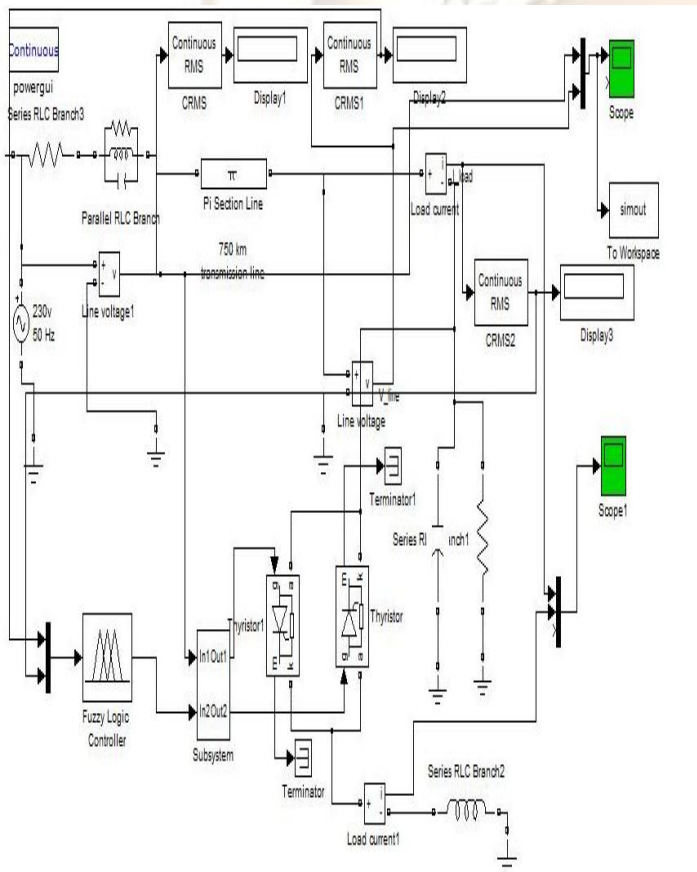 Continuous
powergui
Continuous
RMS
CRMS
Display1
Continuous
RMS
CRMS1
Display2
Scope
Series RLC Branch3
Parallel RLC Branch
Pi Section Line
I_load
Load current
simout
To Workspace
750 km
transmission line
+
-
v
Line voltage1
230v
50 Hz
Continuous
RMS
CRMS2
Display3
+
v
V_line
Line voltage
Terminator1
Scope1
Series Rl
nch1
Thyristor1
g
a
m
k
Thyristor
m
k
g
a
Fuzzy Logic
Controller
In1 Out1
In2 Out2
Subsystem
Terminator
+
i
-
Load current1
Series RLC Branch2